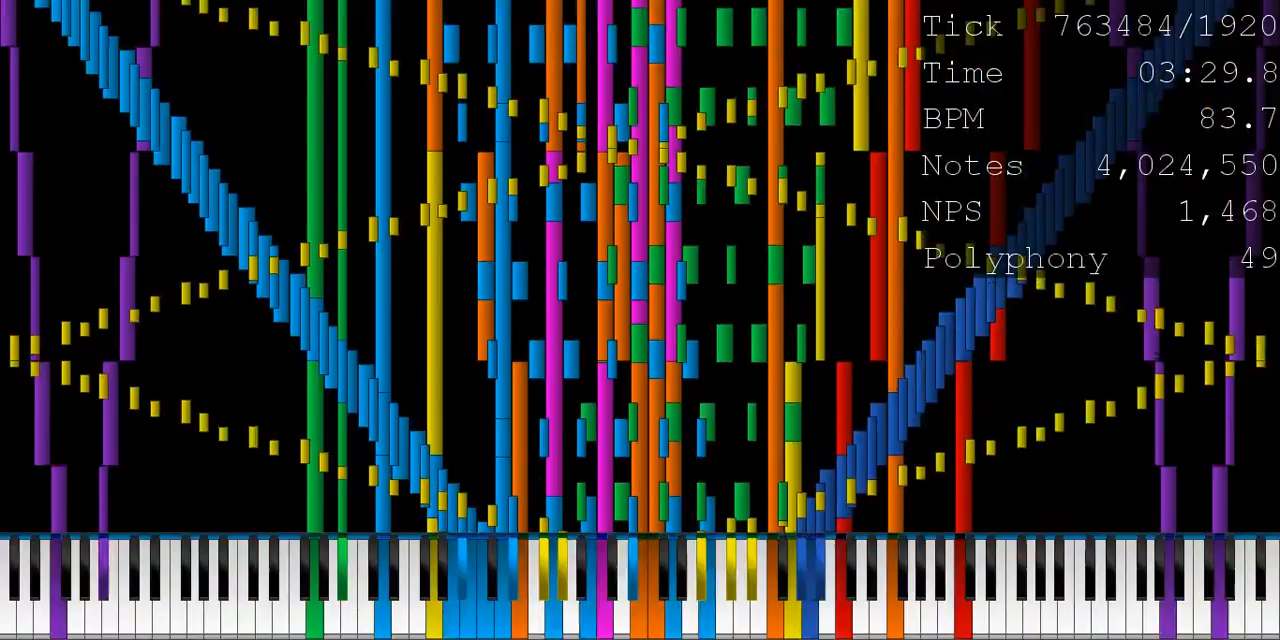 Tick 763484/1920
Time 03:29.8
BPM 83.7
Notes 4,024,550
NPS 1,468
Polyphony 49